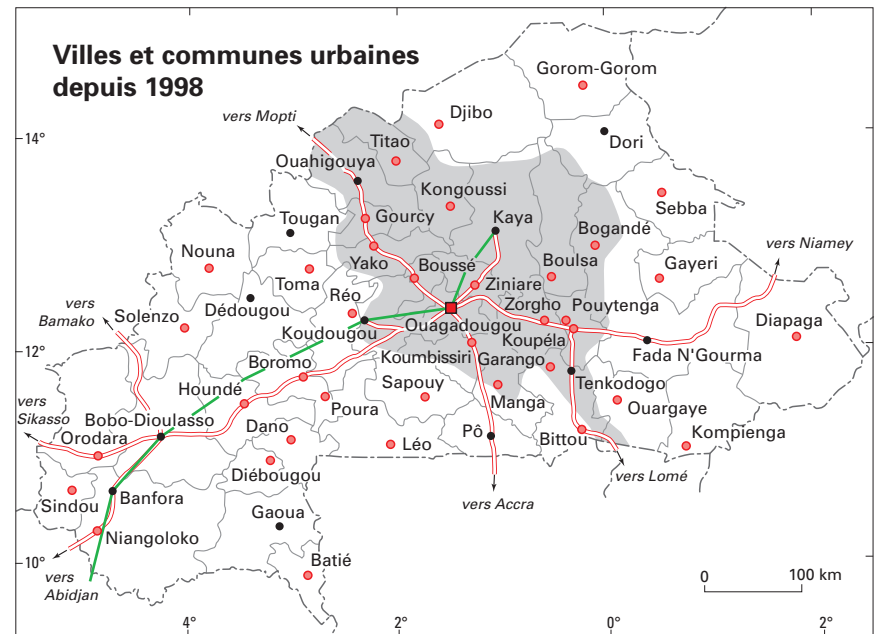 Villes et communes urbaines
depuis 1998
Gorom-Gorom
Djibo
vers Mopti
14°
Titao
Dori
Ouahigouya
Kongoussi
Sebba
Tougan
Gourcy
Kaya
Bogandé
vers Niamey
Nouna
Yako
Boussé
Boulsa
Gayeri
Toma
Ziniare
vers
Bamako
Solenzo
Dédougou
Réo
Zorgho
Pouytenga
Diapaga
Koudougou
Ouagadougou
12°
Boromo
Koumbissiri
Koupéla
Garango
Fada N'Gourma
Houndé
Sapouy
Tenkodogo
vers
Sikasso
Bobo-Dioulasso
Poura
Manga
Ouargaye
Orodara
Dano
Léo
Pô
Bittou
Kompienga
Diébougou
vers Lomé
Sindou
Banfora
vers Accra
Gaoua
Niangoloko
10°
Batié
vers
Abidjan
0
100 km
4°
2°
0°
2°